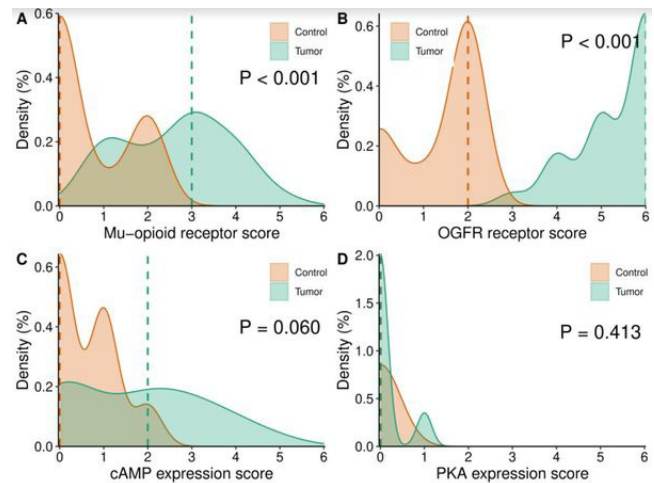 A
Control
Tumor
P < 0.001
Density (%)
0.6
0.4
0.2
0.0
0 1 2 3 4 5 6
Mu-opioid receptor score
B
Control
Tumor
P < 0.001
Density (%)
0.6
0.4
0.2
0.0
0 1 2 3 4 5 6
OGFR receptor score
C
Control
Tumor
P = 0.060
Density (%)
0.6
0.4
0.2
0.0
0 1 2 3 4 5 6
cAMP expression score
D
Control
Tumor
P = 0.413
Density (%)
2.0
1.5
1.0
0.5
0.0
0 1 2 3 4 5 6
PKA expression score